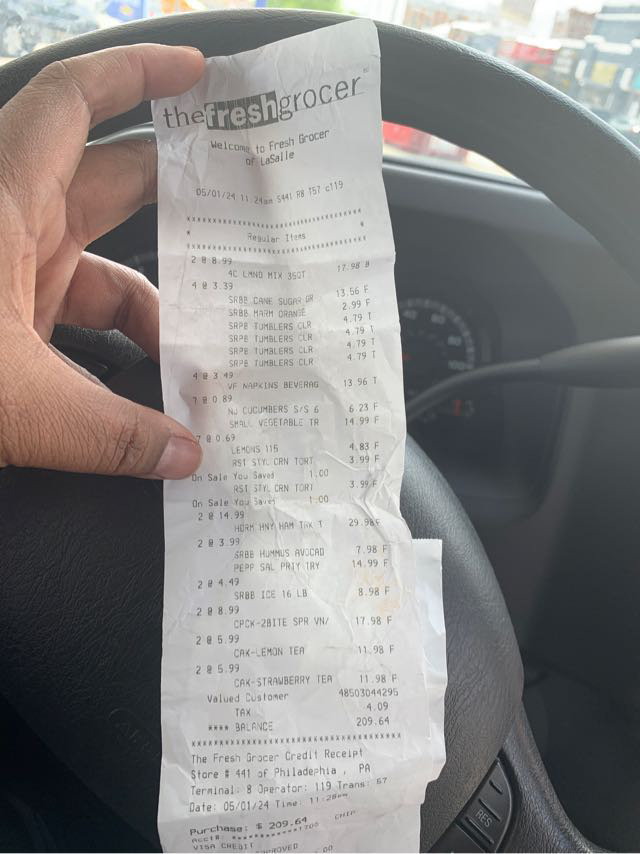 thefreshgrocer
Welcome to Fresh Grocer
of LaSalle
05/01/24 11:24am S441 R8 T57 c119
************************************
* Regular Items *
************************************
2 @ 8.99
4C LMND MIX 35QT 17.98 B
4 @ 3.39
SRBB CANE SUGAR GR 13.56 F
SRBB MARM ORANGE 2.99 F
SRPB TUMBLERS CLR 4.79 T
SRPB TUMBLERS CLR 4.79 T
SRPB TUMBLERS CLR 4.79 T
SRPB TUMBLERS CLR 4.79 T
4 @ 3.49
VF NAPKINS BEVERAG 13.96 T
7 @ 0.89
NJ CUCUMBERS S/S 6 6.23 F
SMALL VEGETABLE TR 14.99 F
7 @ 0.69
LEMONS 115 4.83 F
RST STYL CRN TORT 3.99 F
On Sale You Saved 1.00
RST STYL CRN TORT 3.99 F
On Sale You Saved 1.00
2 @ 14.99
HORM HNY HAM TRK T 29.98 F
2 @ 3.99
SRBB HUMMUS AVOCAD 7.98 F
PEPP SAL PRTY TRY 14.99 F
2 @ 4.49
SRBB ICE 16 LB 8.98 F
2 @ 8.99
CPCK-2BITE SPR VN/ 17.98 F
2 @ 5.99
CAK-LEMON TEA 11.98 F
2 @ 5.99
CAK-STRAWBERRY TEA 11.98 F
Valued Customer 48503044295
TAX 4.09
**** BALANCE 209.64
************************************
The Fresh Grocer Credit Receipt
Store # 441 of Philadephia , PA
Terminal: 8 Operator: 119 Trans: 57
Date: 05/01/24 Time: 11:28am
Purchase: $ 209.64
Acct#: ************1706 CHIP
VISA CREDIT
RES